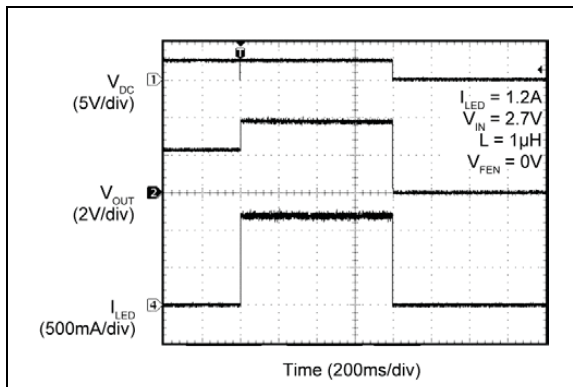 T
V_DC
(5V/div)
1
I_LED = 1.2A
V_IN = 2.7V
L = 1µH
V_FEN = 0V
V_OUT
(2V/div)
2
I_LED
(500mA/div)
4
Time (200ms/div)